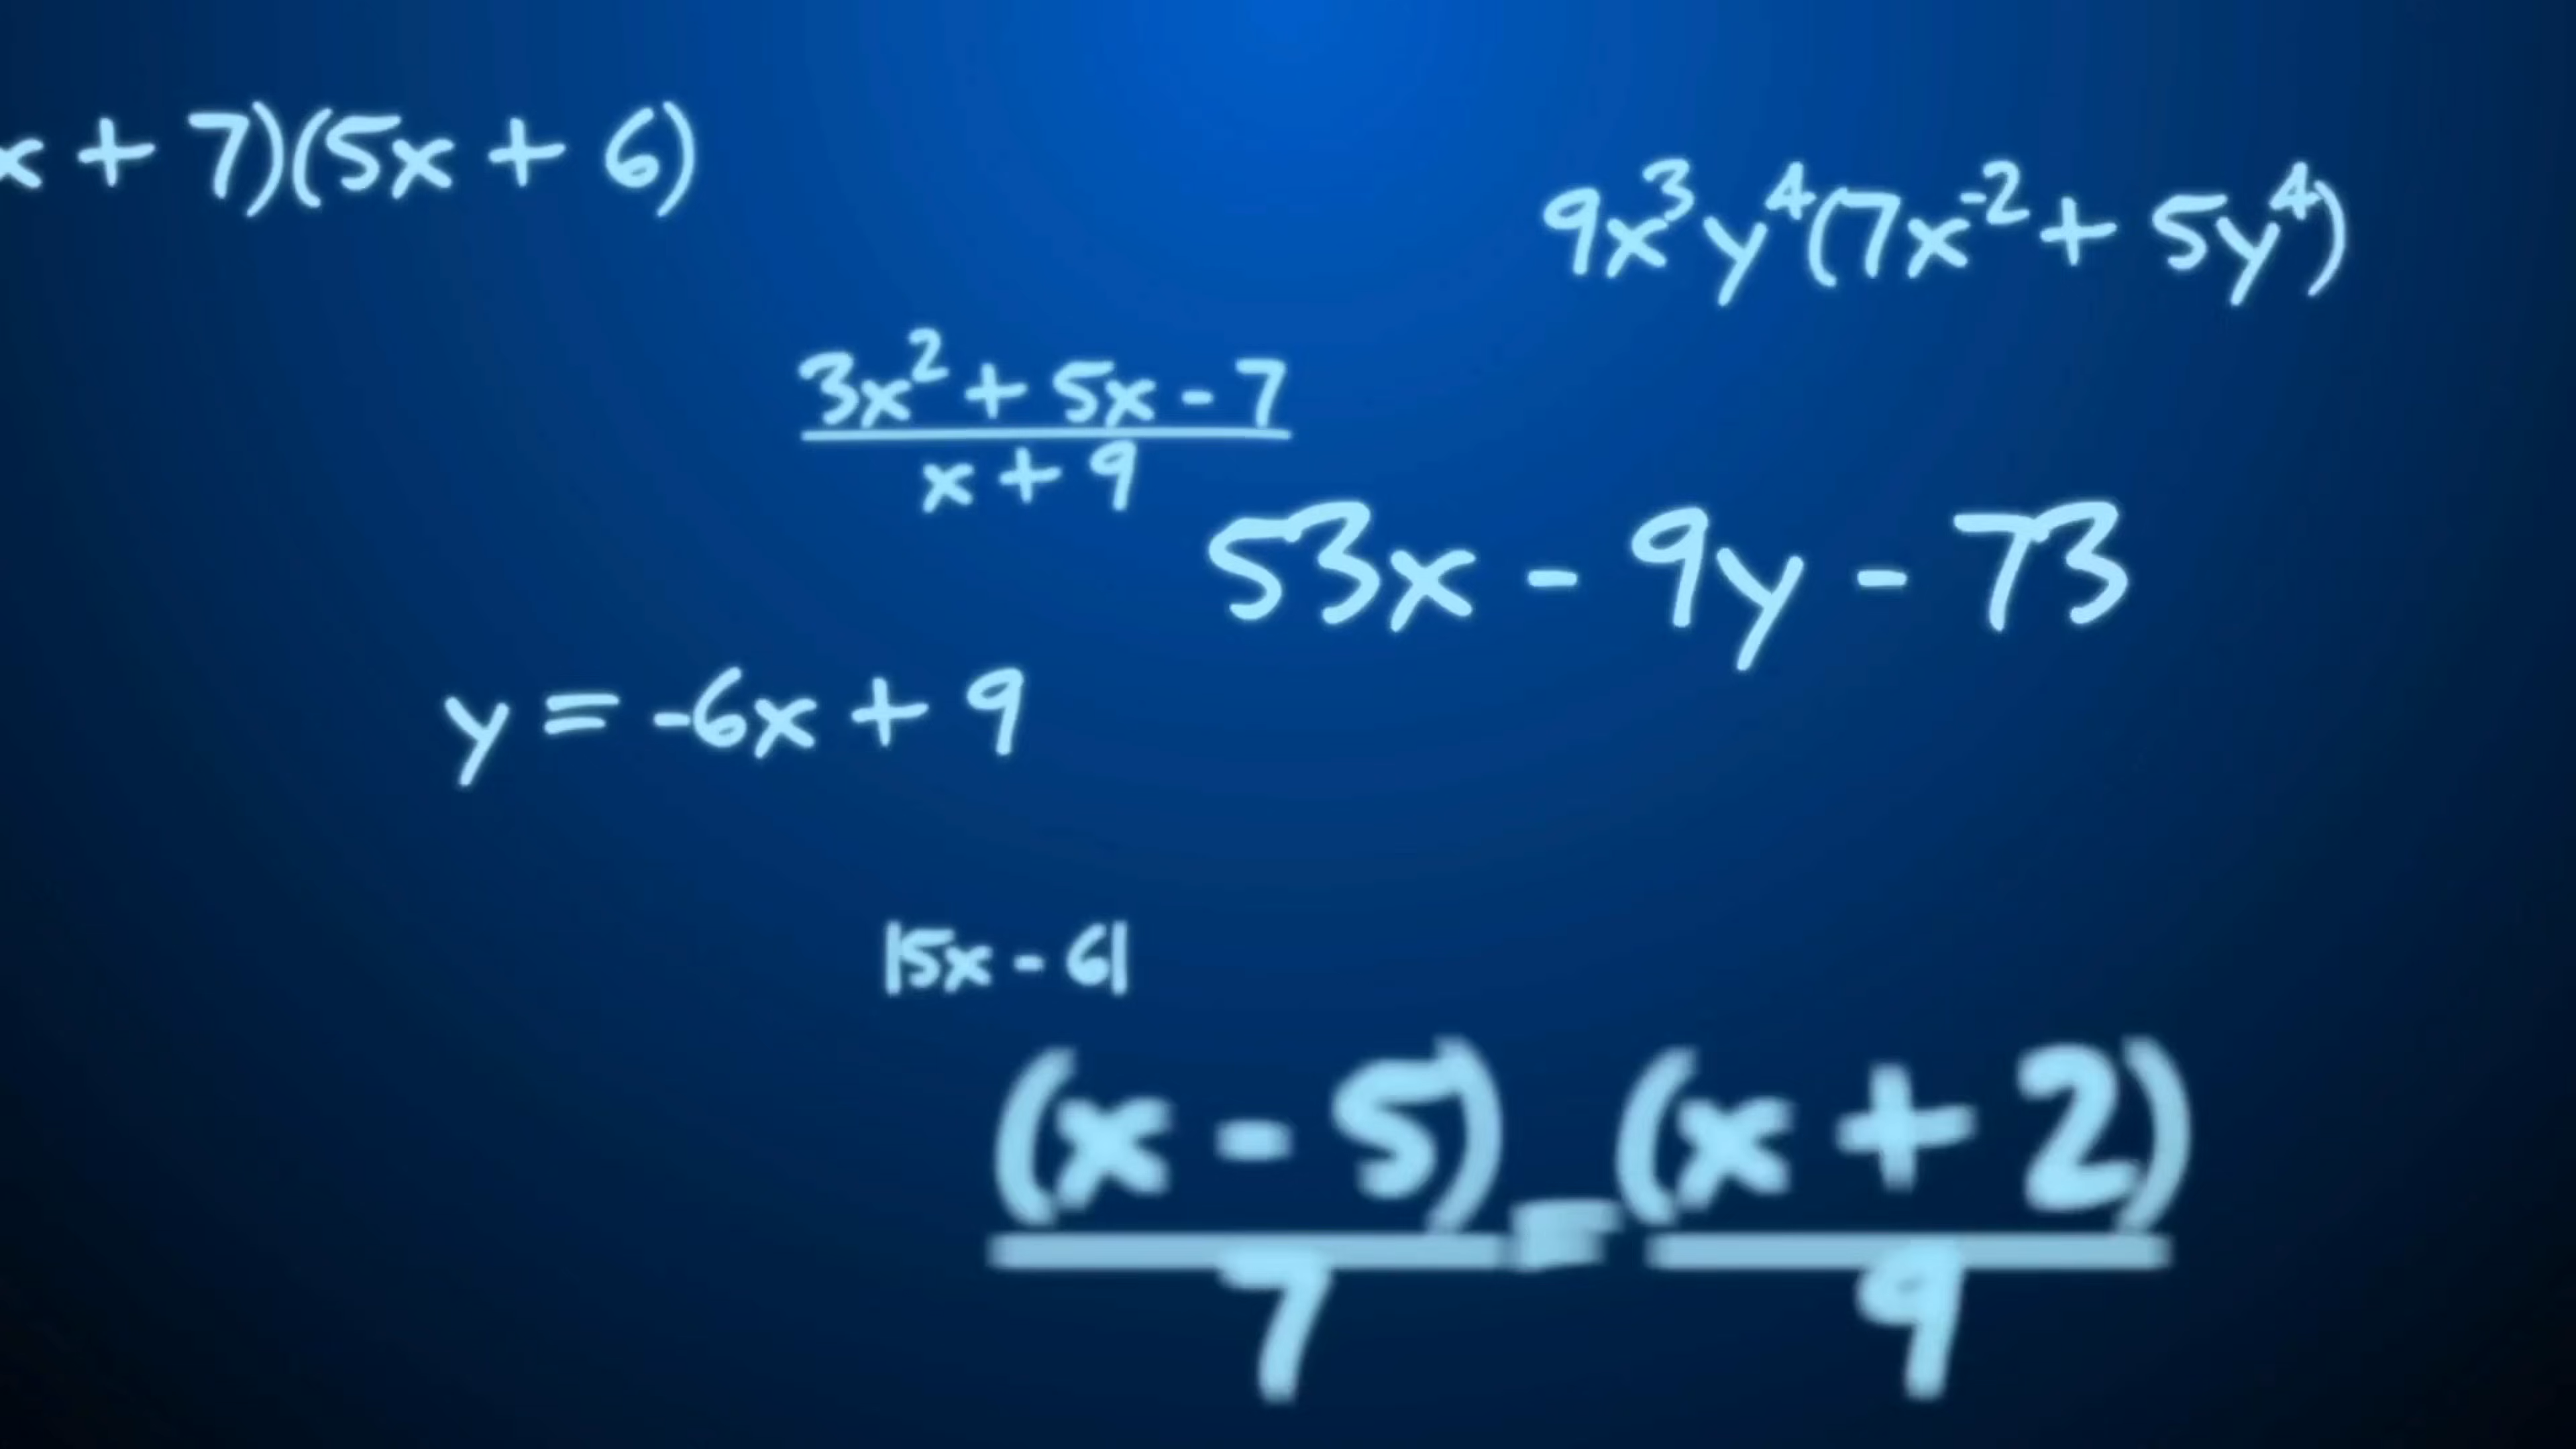 x + 7)(5x + 6)
9x³y⁴(7x⁻² + 5y⁴)
3x² + 5x - 7
x + 9
53x - 9y - 73
y = -6x + 9
|5x - 6|
(x - 5) = (x + 2)
7 9